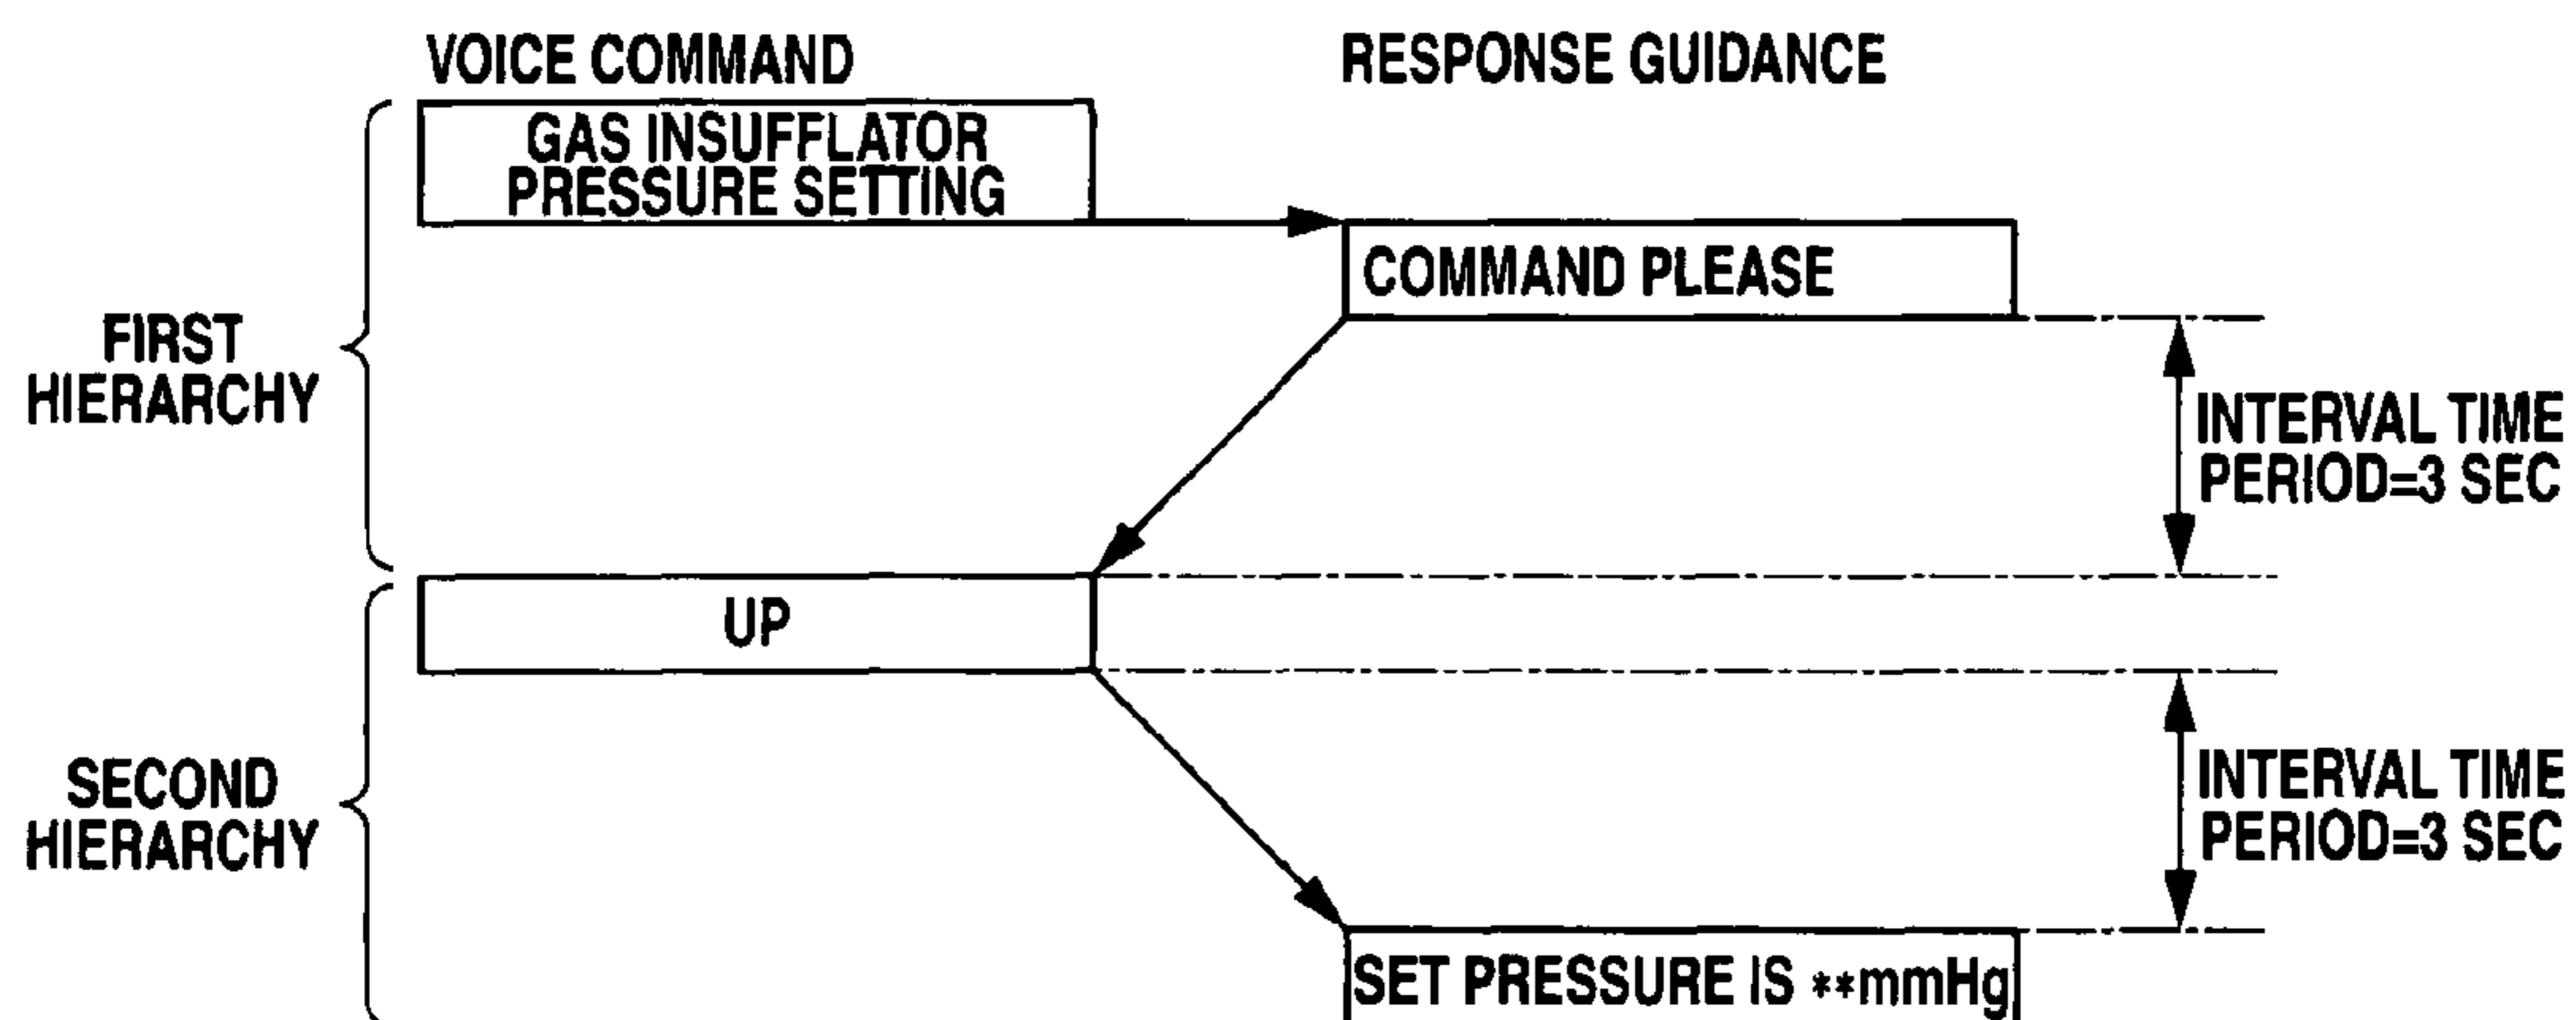 VOICE COMMAND
RESPONSE GUIDANCE
GAS INSUFFLATOR
PRESSURE SETTING
COMMAND PLEASE
FIRST
HIERARCHY
INTERVAL TIME
PERIOD=3 SEC
UP
SECOND
HIERARCHY
INTERVAL TIME
PERIOD=3 SEC
SET PRESSURE IS **mmHg